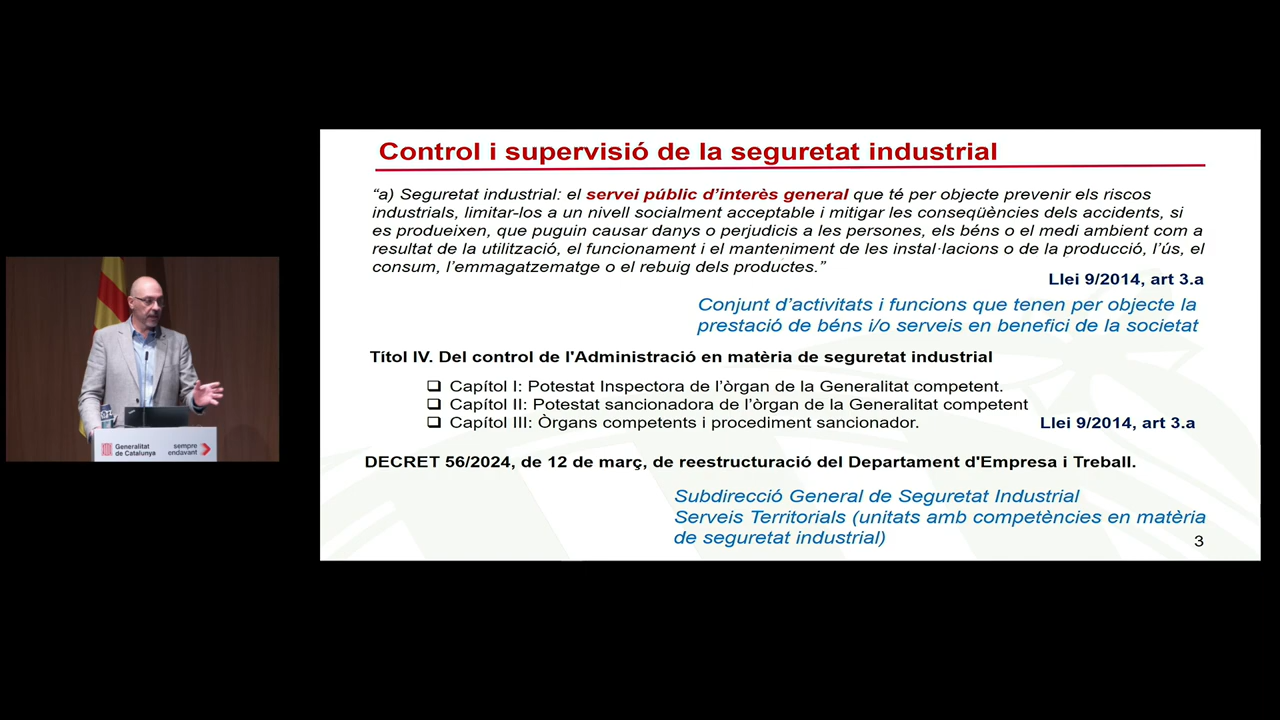 Control i supervisió de la seguretat industrial
“a) Seguretat industrial: el servei públic d’interès general que té per objecte prevenir els riscos
industrials, limitar-los a un nivell socialment acceptable i mitigar les conseqüències dels accidents, si
es produeixen, que puguin causar danys o perjudicis a les persones, els béns o el medi ambient com a
resultat de la utilització, el funcionament i el manteniment de les instal·lacions o de la producció, l’ús, el
consum, l’emmagatzematge o el rebuig dels productes.”
Llei 9/2014, art 3.a
Conjunt d’activitats i funcions que tenen per objecte la
prestació de béns i/o serveis en benefici de la societat
Títol IV. Del control de l'Administració en matèria de seguretat industrial
Capítol I: Potestat Inspectora de l’òrgan de la Generalitat competent.
Capítol II: Potestat sancionadora de l’òrgan de la Generalitat competent
Capítol III: Òrgans competents i procediment sancionador.
Llei 9/2014, art 3.a
DECRET 56/2024, de 12 de març, de reestructuració del Departament d'Empresa i Treball.
Subdirecció General de Seguretat Industrial
Serveis Territorials (unitats amb competències en matèria
de seguretat industrial)
3
Generalitat
de Catalunya
sempre
endavant